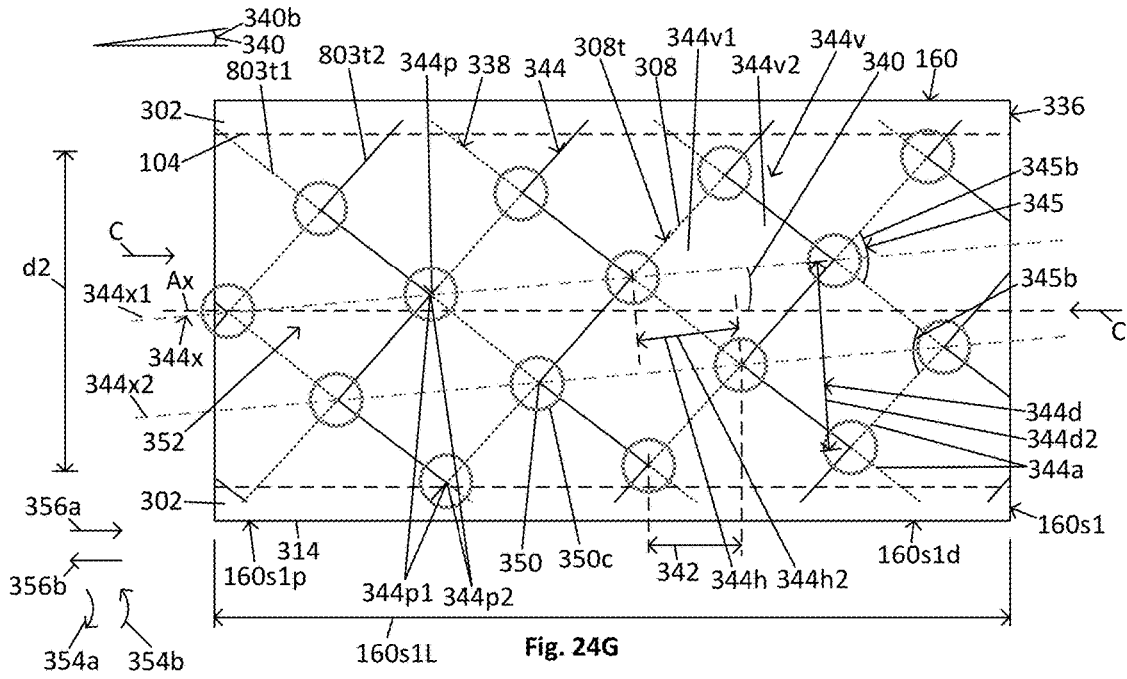 340b
340
803t1
803t2
344p
338
344
308t
308
344v1
344v2
344v
340
160
336
302
104
345b
345
345b
C
d2
Ax
344x1
344x
C
344x2
352
344d
344d2
344a
302
356a
160s1
160s1p
314
350
350c
342
160s1d
356b
344p1
344p2
344h
344h2
354a
354b
160s1L
Fig. 24G